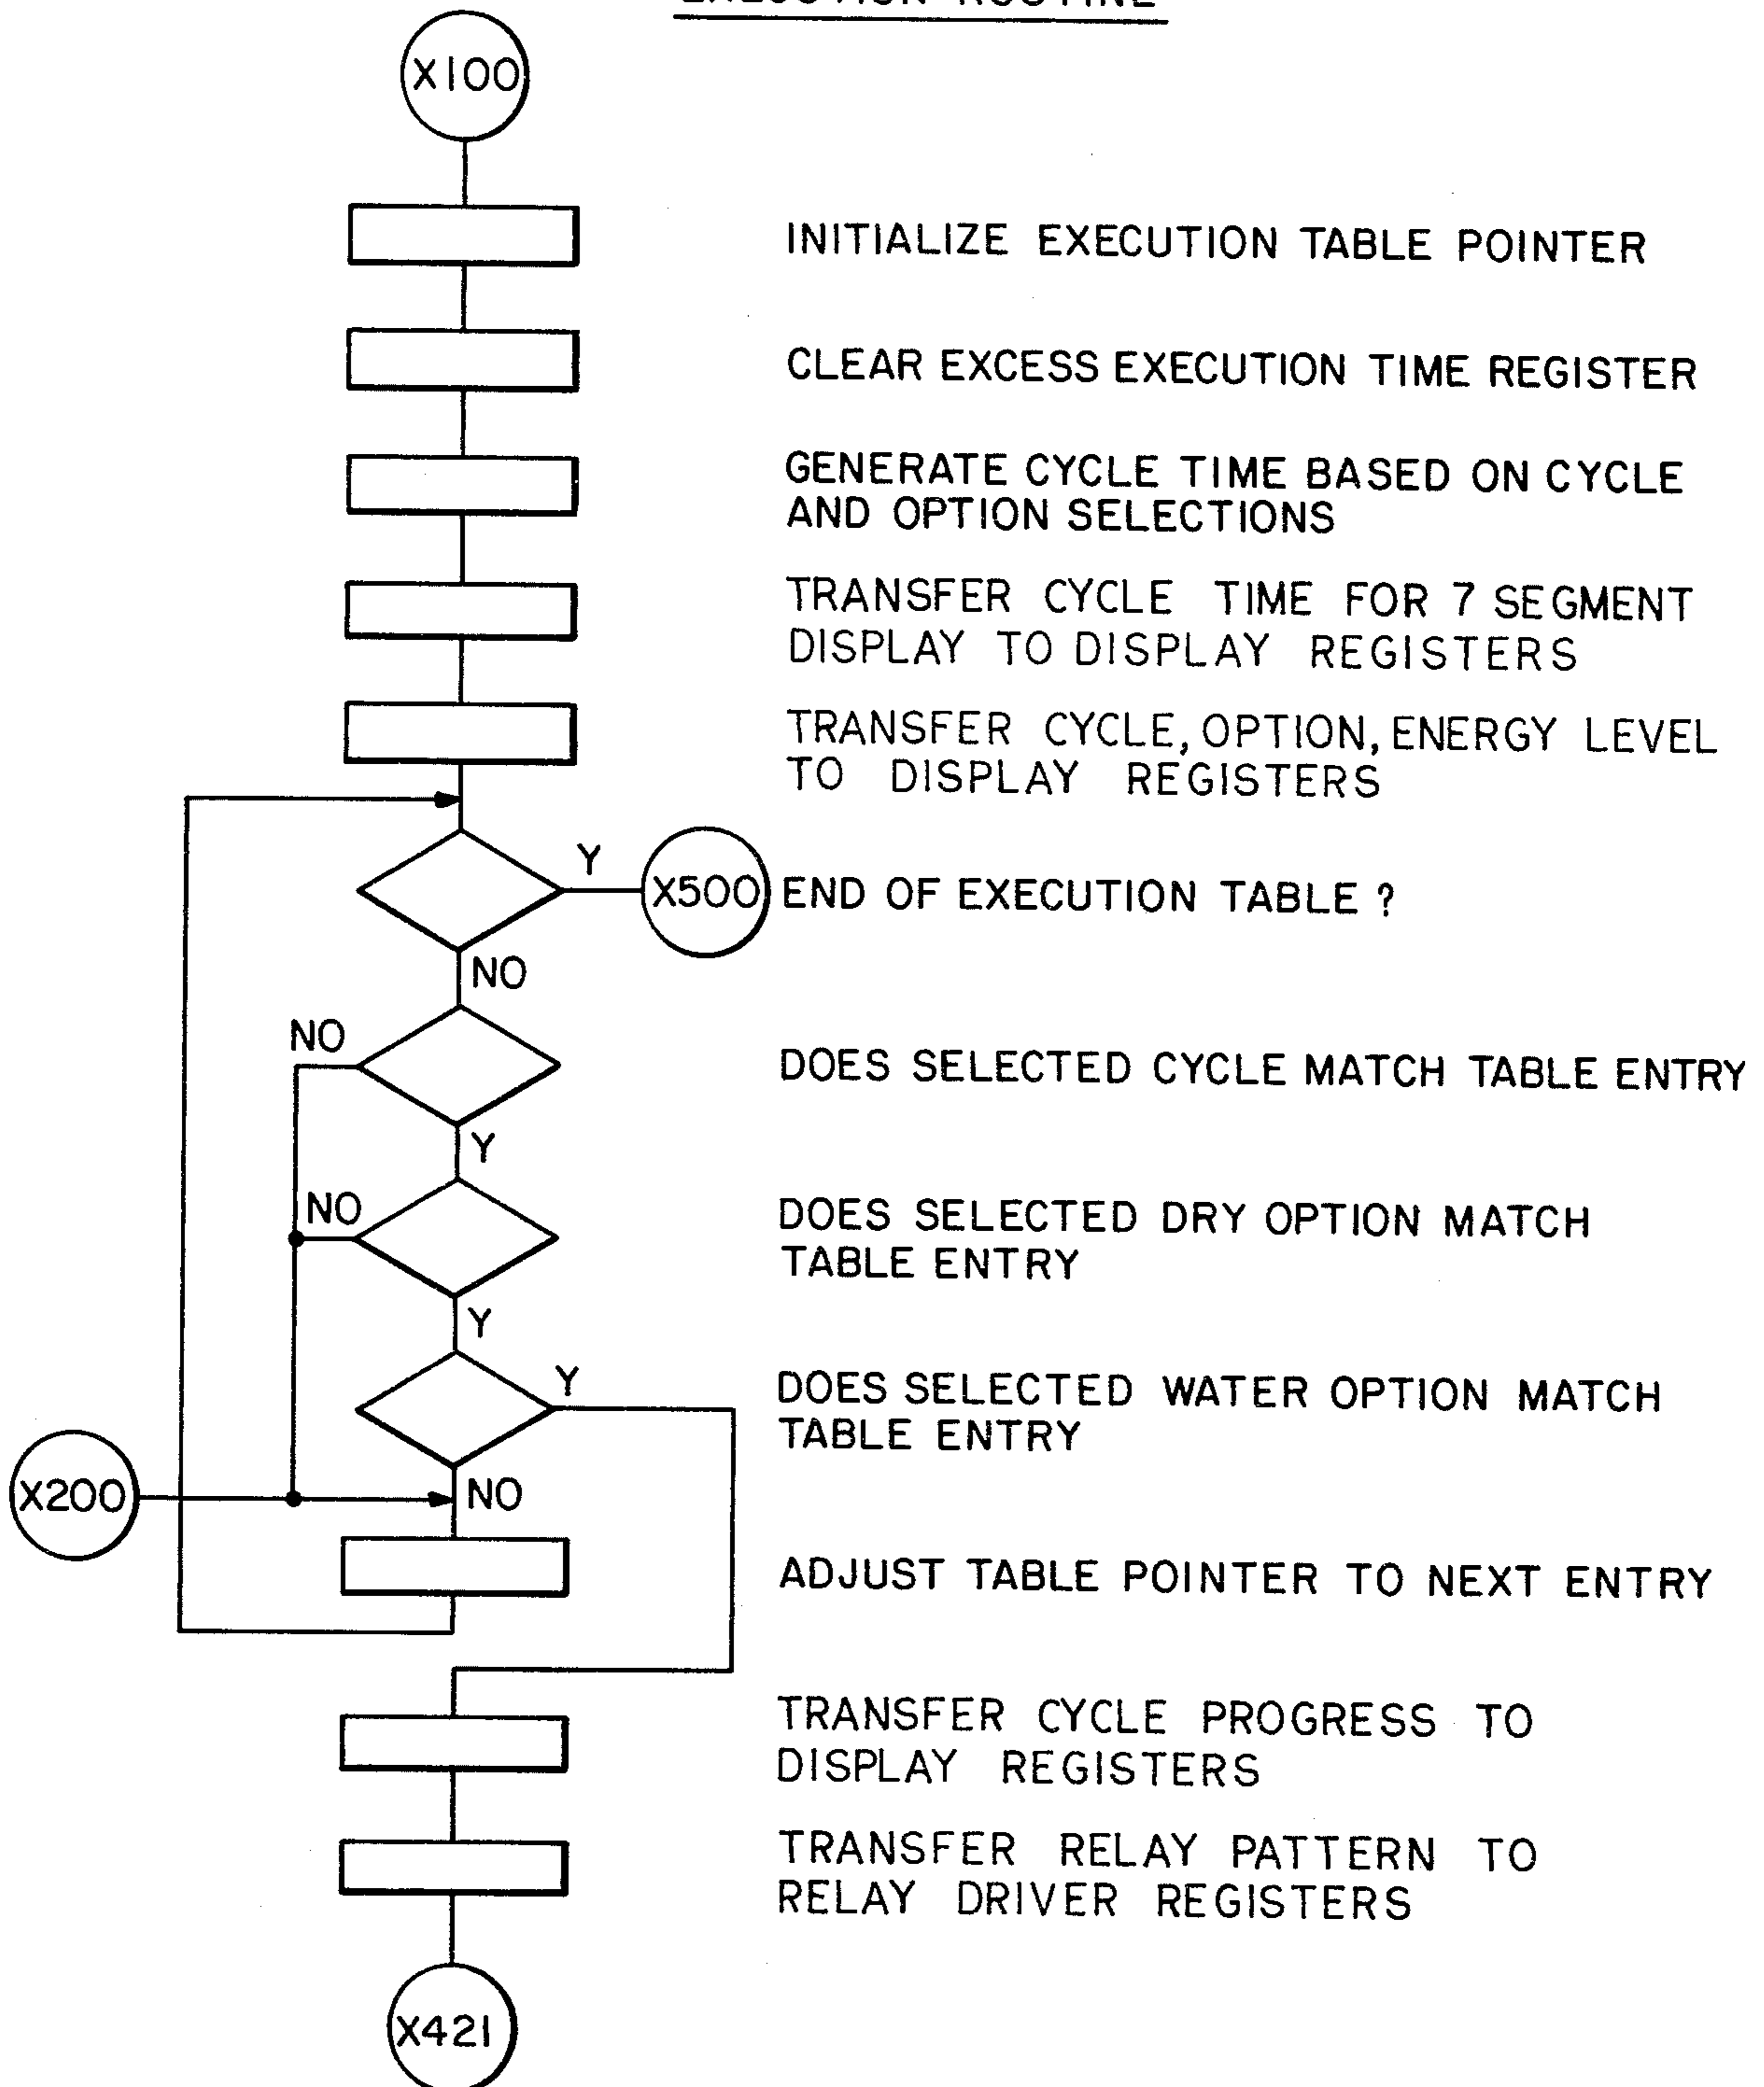 EXECUTION ROUTINE
X100
INITIALIZE EXECUTION TABLE POINTER
CLEAR EXCESS EXECUTION TIME REGISTER
GENERATE CYCLE TIME BASED ON CYCLE
AND OPTION SELECTIONS
TRANSFER CYCLE TIME FOR 7 SEGMENT
DISPLAY TO DISPLAY REGISTERS
TRANSFER CYCLE, OPTION, ENERGY LEVEL
TO DISPLAY REGISTERS
Y
X500
END OF EXECUTION TABLE ?
NO
NO
DOES SELECTED CYCLE MATCH TABLE ENTRY
Y
NO
DOES SELECTED DRY OPTION MATCH
TABLE ENTRY
Y
Y
DOES SELECTED WATER OPTION MATCH
TABLE ENTRY
X200
NO
ADJUST TABLE POINTER TO NEXT ENTRY
TRANSFER CYCLE PROGRESS TO
DISPLAY REGISTERS
TRANSFER RELAY PATTERN TO
RELAY DRIVER REGISTERS
X421